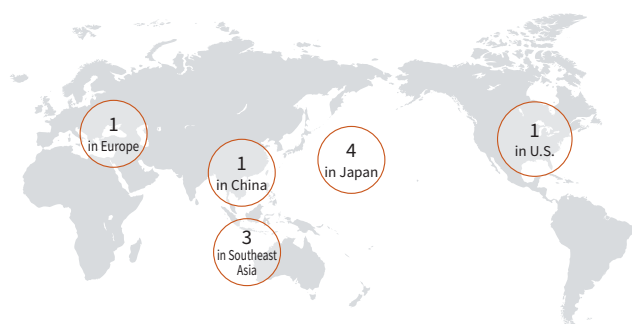 1
in Europe
1
in China
3
in Southeast
Asia
4
in Japan
1
in U.S.